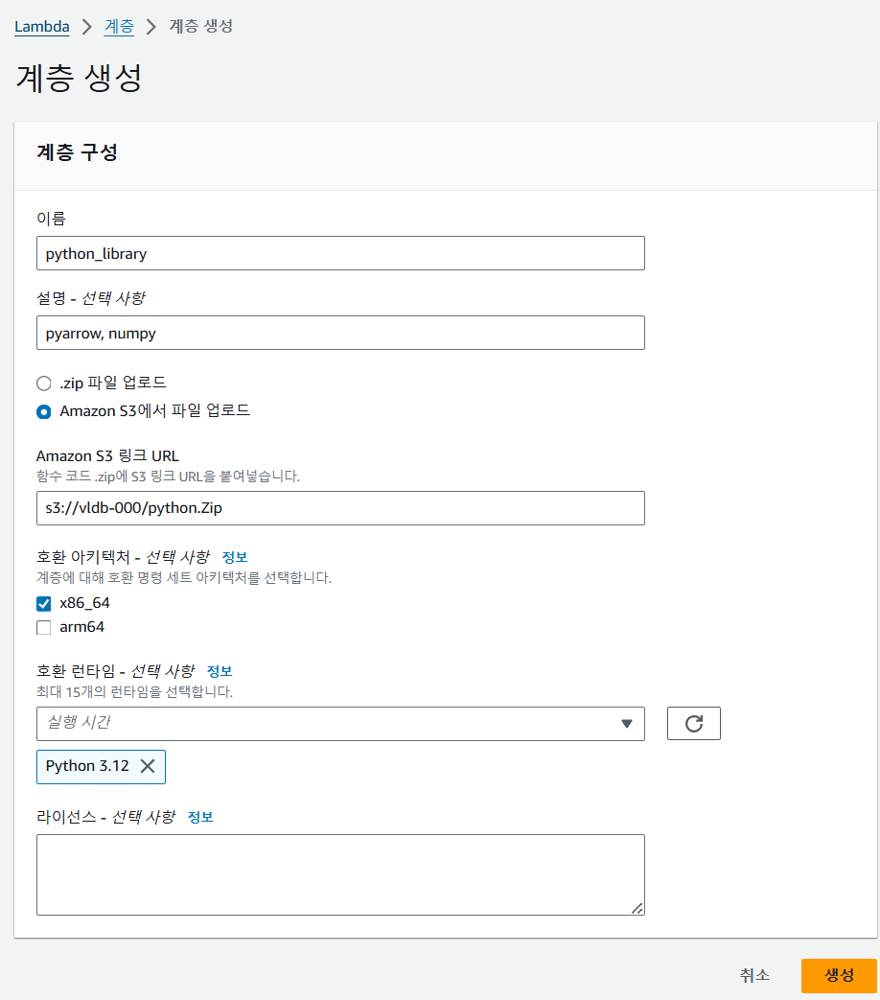 Lambda > 계층 > 계층 생성
계층 생성
계층 구성
이름
python_library
설명 - 선택 사항
pyarrow, numpy
.zip 파일 업로드
Amazon S3에서 파일 업로드
Amazon S3 링크 URL
함수 코드 .zip에 S3 링크 URL을 붙여넣습니다.
s3://vldb-000/python.Zip
호환 아키텍처 - 선택 사항 정보
계층에 대해 호환 명령 세트 아키텍처를 선택합니다.
x86_64
arm64
호환 런타임 - 선택 사항 정보
최대 15개의 런타임을 선택합니다.
실행 시간
Python 3.12
라이선스 - 선택 사항 정보
취소 생성